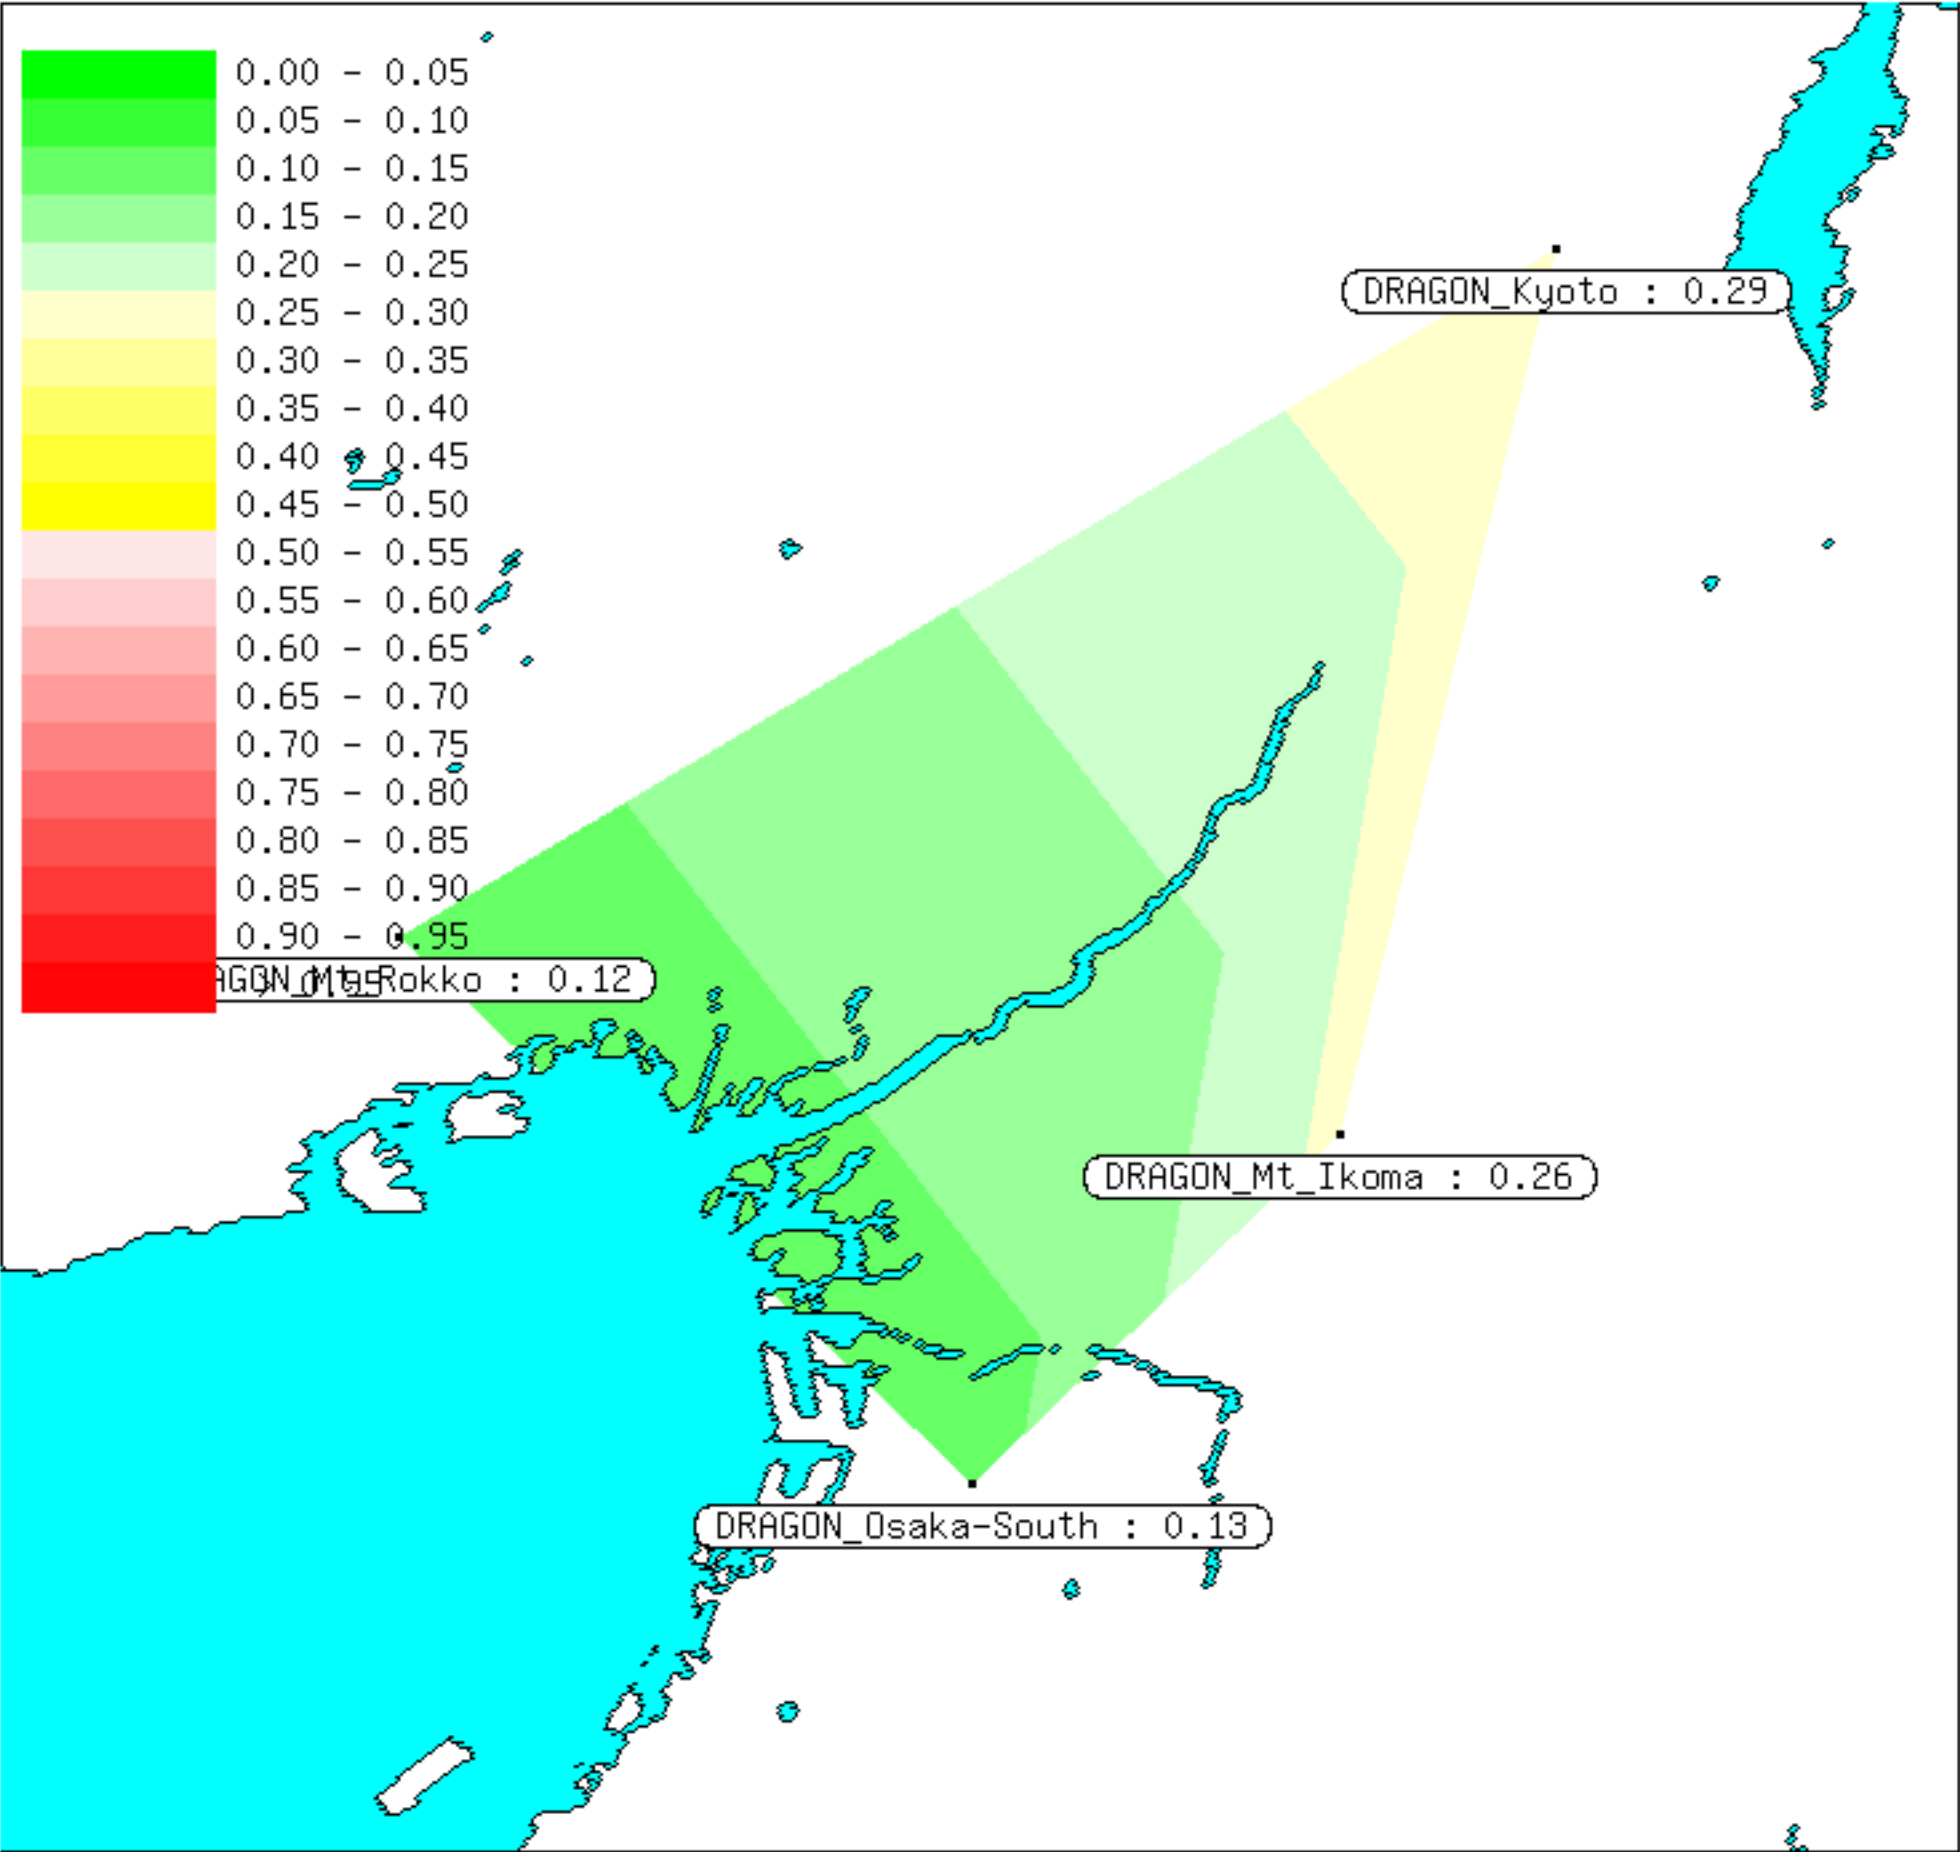 0.00 - 0.05
0.05 - 0.10
0.10 - 0.15
0.15 - 0.20
0.20 - 0.25
0.25 - 0.30
0.30 - 0.35
0.35 - 0.40
0.40 - 0.45
0.45 - 0.50
0.50 - 0.55
0.55 - 0.60
0.60 - 0.65
0.65 - 0.70
0.70 - 0.75
0.75 - 0.80
0.80 - 0.85
0.85 - 0.90
0.90 - 0.95
> 0.95
DRAGON_Kyoto : 0.29
AGON_Mt_Rokko : 0.12
DRAGON_Mt_Ikoma : 0.26
DRAGON_Osaka-South : 0.13